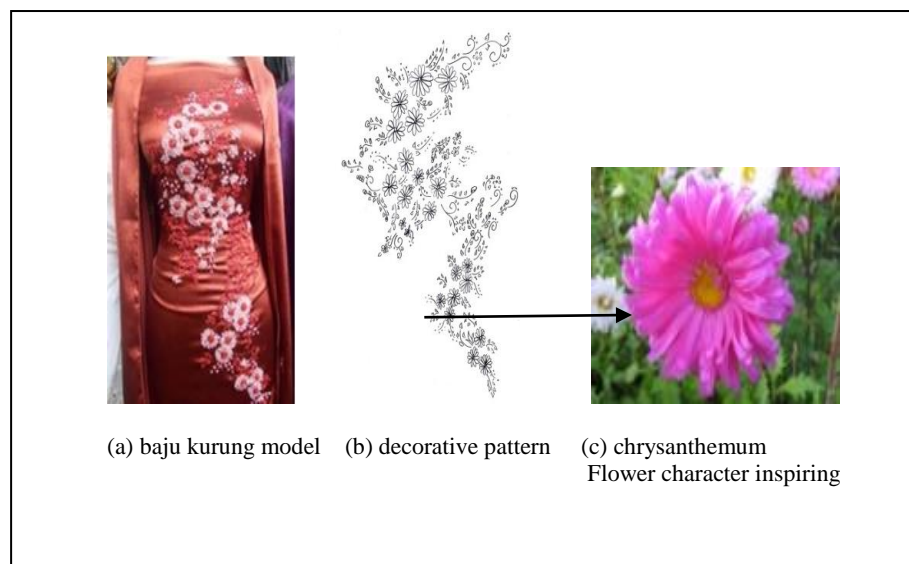 (a) baju kurung model (b) decorative pattern (c) chrysanthemum
Flower character inspiring